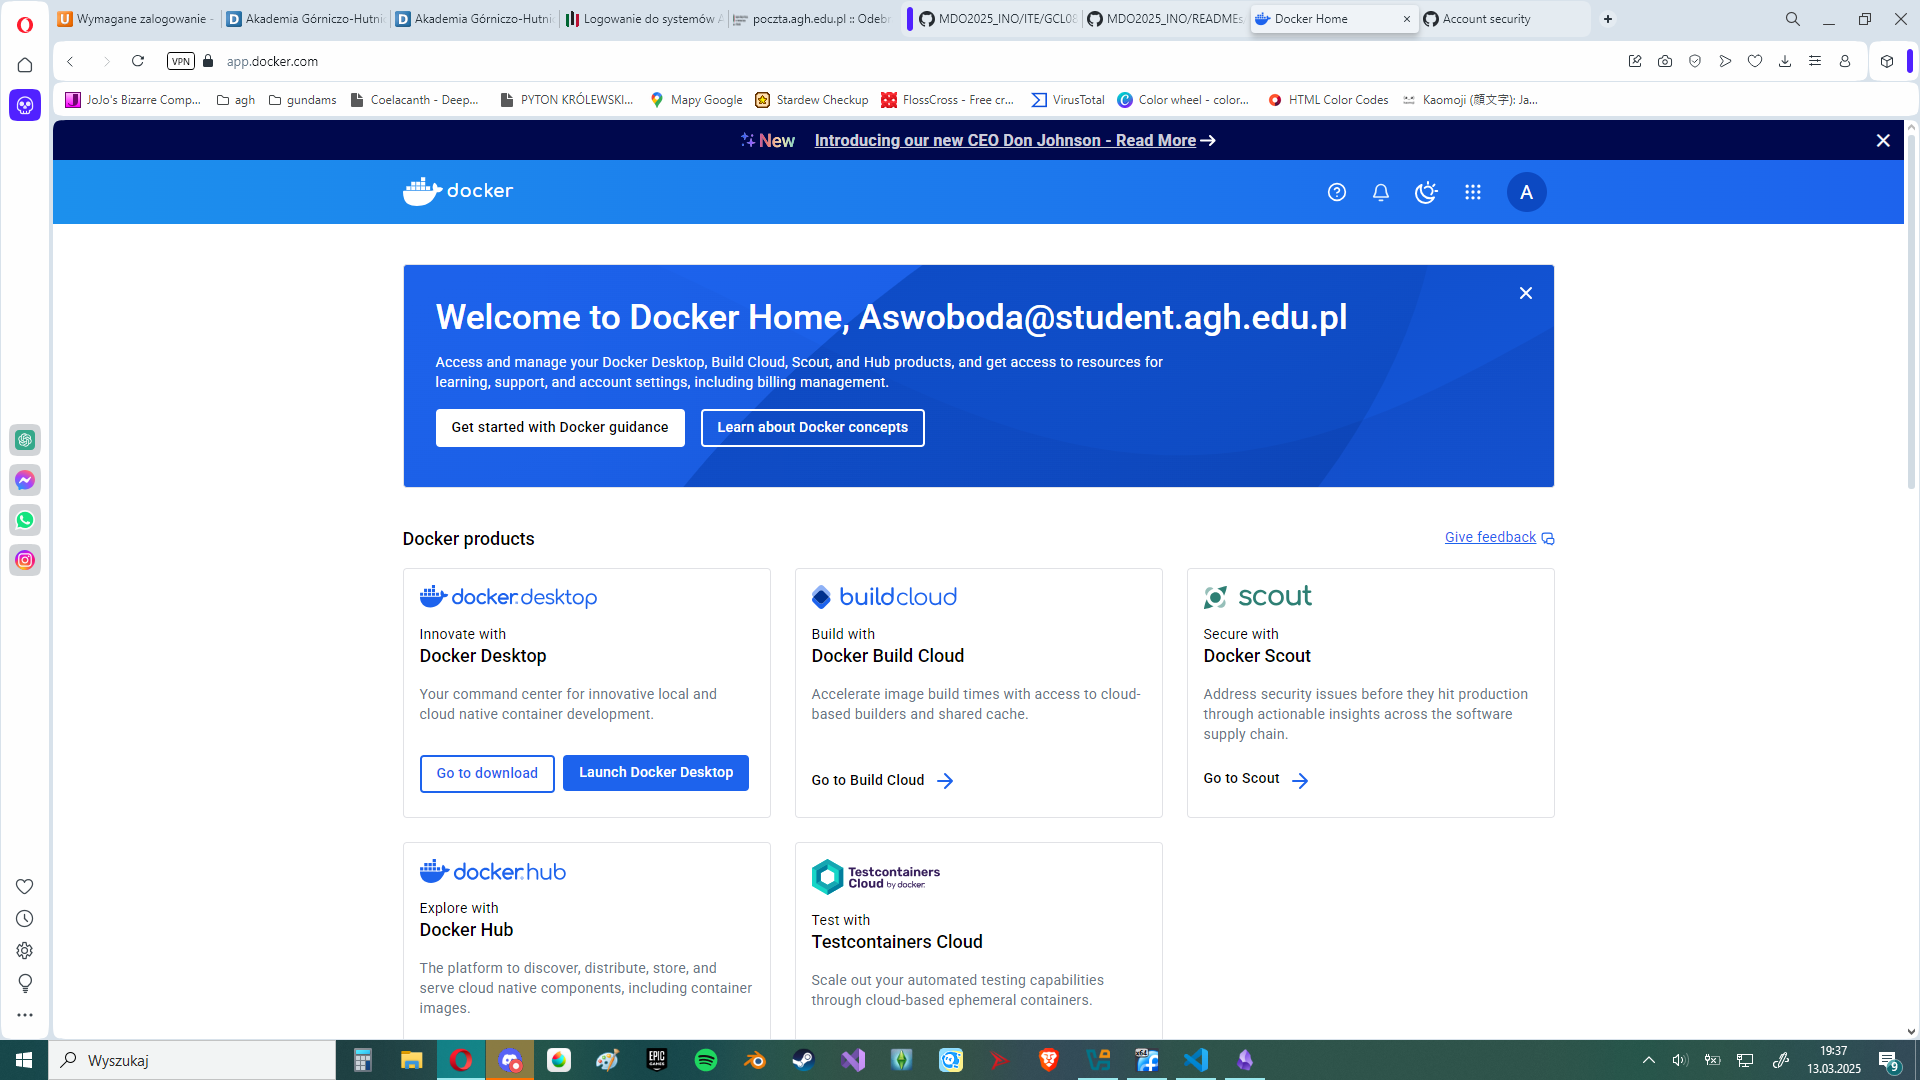 Wymagane zalogowanie -
Akademia Górniczo-Hutni
Akademia Górniczo-Hutni
Logowanie do systemów A
poczta.agh.edu.pl :: Odebr
MDO2025_INO/ITE/GCL08
MDO2025_INO/READMEs
Docker Home
Account security
VPN
app.docker.com
JoJo's Bizarre Comp...
agh
gundams
Coelacanth - Deep...
PYTON KRÓLEWSKI...
Mapy Google
Stardew Checkup
FlossCross - Free cr...
VirusTotal
Color wheel - color...
HTML Color Codes
Kaomoji (顔文字): Ja...
New
Introducing our new CEO Don Johnson - Read More
docker
A
Welcome to Docker Home, Aswoboda@student.agh.edu.pl
Access and manage your Docker Desktop, Build Cloud, Scout, and Hub products, and get access to resources for
learning, support, and account settings, including billing management.
Get started with Docker guidance
Learn about Docker concepts
Docker products
Give feedback
docker.desktop
Innovate with
Docker Desktop
Your command center for innovative local and
cloud native container development.
Go to download
Launch Docker Desktop
buildcloud
Build with
Docker Build Cloud
Accelerate image build times with access to cloud-
based builders and shared cache.
Go to Build Cloud
scout
Secure with
Docker Scout
Address security issues before they hit production
through actionable insights across the software
supply chain.
Go to Scout
docker.hub
Explore with
Docker Hub
The platform to discover, distribute, store, and
serve cloud native components, including container
images.
Testcontainers
Cloud by docker.
Test with
Testcontainers Cloud
Scale out your automated testing capabilities
through cloud-based ephemeral containers.
Wyszukaj
EPIC
GAMES
x64
19:37
13.03.2025
9